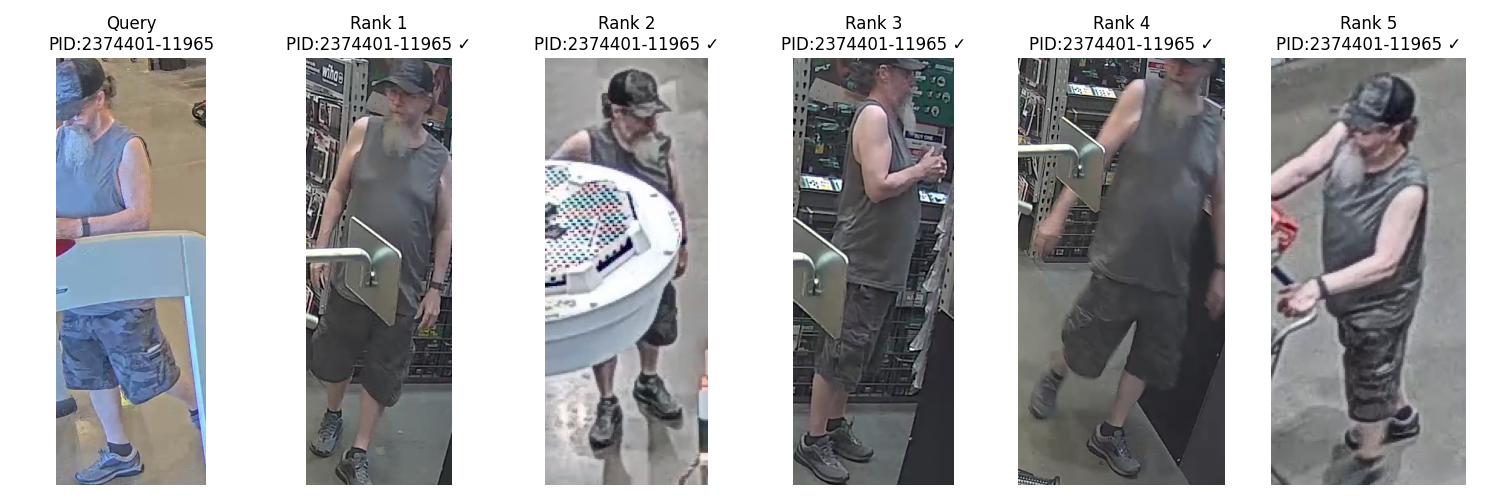 Query
PID:2374401-11965
Rank 1
PID:2374401-11965 ✓
Rank 2
PID:2374401-11965 ✓
Rank 3
PID:2374401-11965 ✓
Rank 4
PID:2374401-11965 ✓
Rank 5
PID:2374401-11965 ✓
wiha